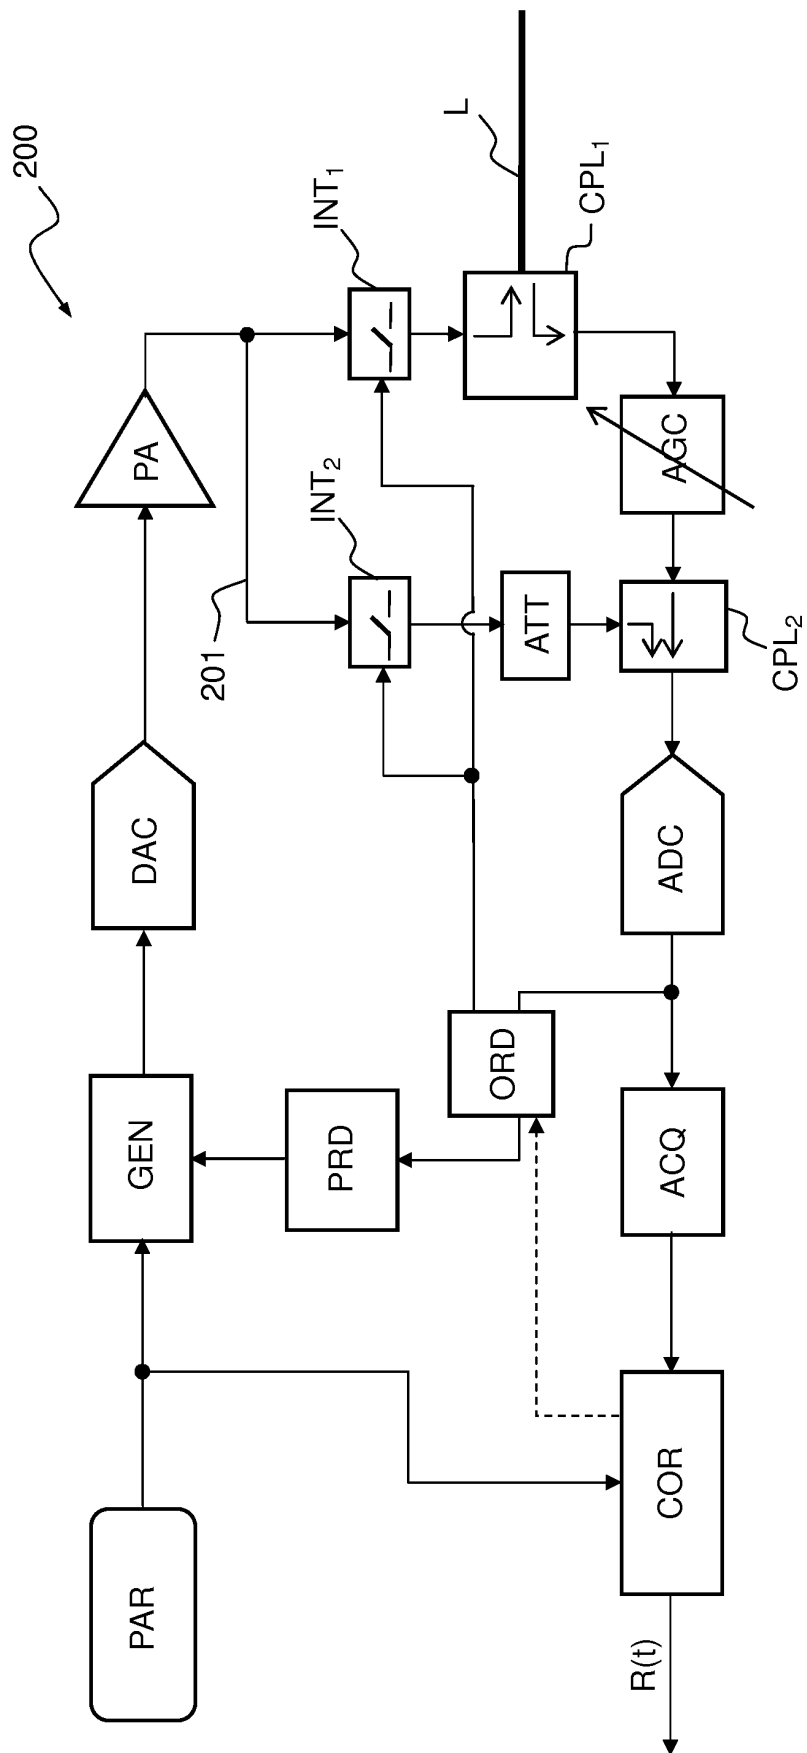 200
PAR
GEN
DAC
PA
201
INT1
INT2
L
CPL1
PRD
ORD
ATT
AGC
CPL2
R(t)
COR
ACQ
ADC